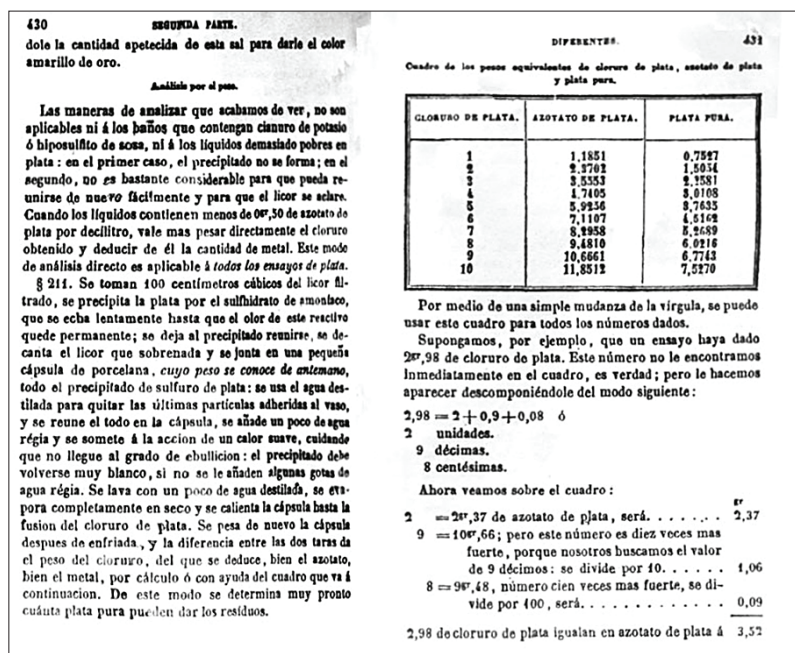 430 SEGUNDA PARTE.
dole la cantidad apetecida de esta sal para darle el color
amarillo de oro.
Análisis por el peso.
Las maneras de analizar que acabamos de ver, no son
aplicables ni á los baños que contengan cianuro de potasio
ó hiposulfito de sosa, ni á los líquidos demasiado pobres en
plata : en el primer caso, el precipitado no se forma; en el
segundo, no es bastante considerable para que pueda re-
unirse de nuevo fácilmente y para que el licor se aclare.
Cuando los líquidos contienen menos de 0gr,50 de azotato de
plata por decilitro, vale mas pesar directamente el cloruro
obtenido y deducir de él la cantidad de metal. Este modo
de análisis directo es aplicable á todos los ensayos de plata.
§ 211. Se toman 100 centímetros cúbicos del licor fil-
trado, se precipita la plata por el sulfhidrato de amoníaco,
que se echa lentamente hasta que el olor de este reactivo
quede permanente; se deja al precipitado reunirse, se de-
canta el licor que sobrenada y se junta en una pequeña
cápsula de porcelana, cuyo peso se conoce de antemano,
todo el precipitado de sulfuro de plata: se usa el agua des-
tilada para quitar las últimas partículas adheridas al vaso,
y se reune el todo en la cápsula, se añade un poco de agua
régia y se somete á la accion de un calor suave, cuidando
que no llegue al grado de ebullicion : el precipitado debe
volverse muy blanco, si no se le añaden algunas gotas de
agua régia. Se lava con un poco de agua destilada, se eva-
pora completamente en seco y se calienta la cápsula hasta la
fusion del cloruro de plata. Se pesa de nuevo la cápsula
despues de enfriada, y la diferencia entre las dos taras da
el peso del cloruro, del que se deduce, bien el azotato,
bien el metal, por cálculo ó con ayuda del cuadro que va á
continuacion. De este modo se determina muy pronto
cuánta plata pura pueden dar los resíduos.
DIFERENTES. 431
Cuadro de los pesos equivalentes de cloruro de plata, azotato de plata
y plata pura.
CLORURO DE PLATA. AZOTATO DE PLATA. PLATA PURA.
1 1,1851 0,7527
2 2,3702 1,5054
3 3,5553 2,2581
4 4,7405 3,0108
5 5,9256 3,7635
6 7,1107 4,5162
7 8,2958 5,2689
8 9,4810 6,0216
9 10,6661 6,7743
10 11,8512 7,5270
Por medio de una simple mudanza de la vírgula, se puede
usar este cuadro para todos los números dados.
Supongamos, por ejemplo, que un ensayo haya dado
2gr,98 de cloruro de plata. Este número no le encontramos
inmediatamente en el cuadro, es verdad; pero le hacemos
aparecer descomponiéndole del modo siguiente :
2,98 = 2 + 0,9 + 0,08 ó
2 unidades.
9 décimas.
8 centésimas.
Ahora veamos sobre el cuadro :
gr
2 = 2gr,37 de azotato de plata, será. . . . . . . 2,37
9 = 10gr,66; pero este número es diez veces mas
fuerte, porque nosotros buscamos el valor
de 9 décimos: se divide por 10. . . . . . 1,06
8 = 9gr,48, número cien veces mas fuerte, se di-
vide por 100, será. . . . . . . . . . . . . 0,09
2,98 de cloruro de plata igualan en azotato de plata á 3,52